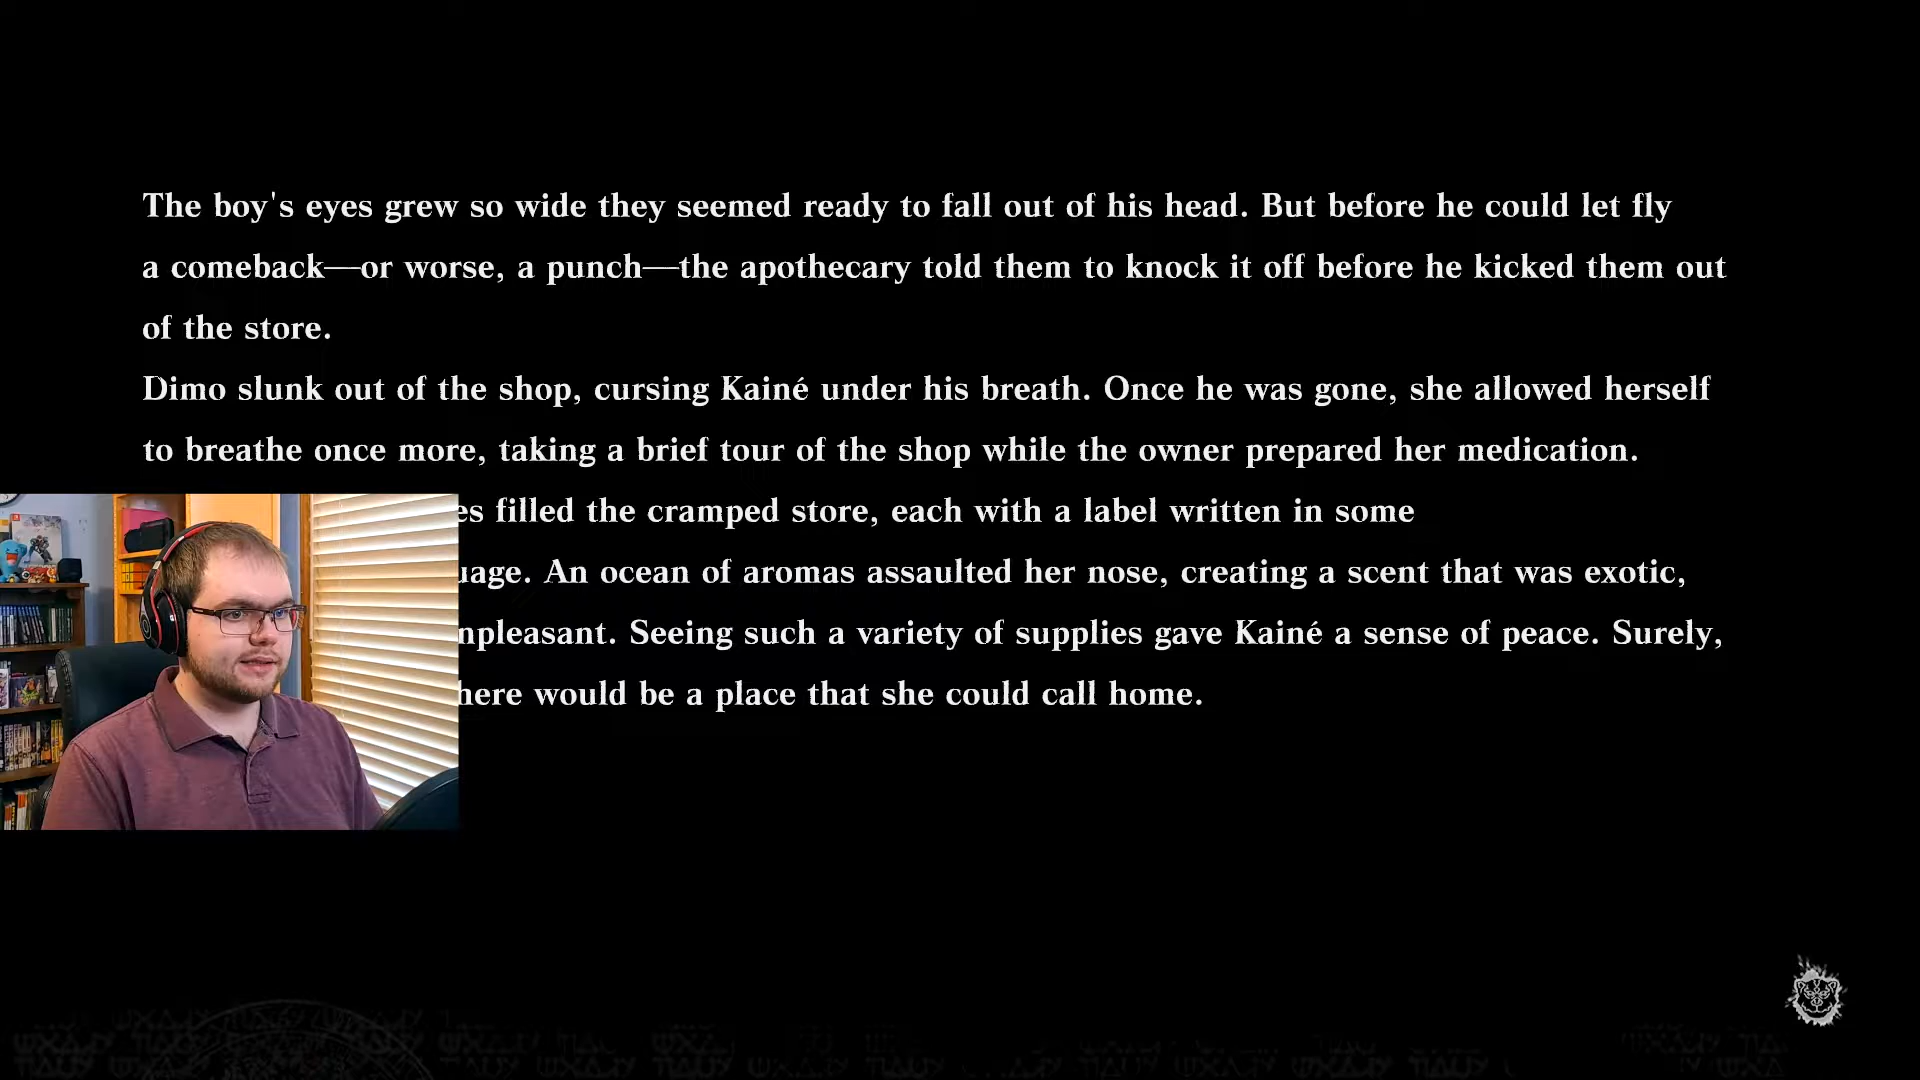 The boy's eyes grew so wide they seemed ready to fall out of his head. But before he could let fly
a comeback—or worse, a punch—the apothecary told them to knock it off before he kicked them out
of the store.
Dimo slunk out of the shop, cursing Kainé under his breath. Once he was gone, she allowed herself
to breathe once more, taking a brief tour of the shop while the owner prepared her medication.
filled the cramped store, each with a label written in some
An ocean of aromas assaulted her nose, creating a scent that was exotic,
Seeing such a variety of supplies gave Kainé a sense of peace. Surely,
would be a place that she could call home.